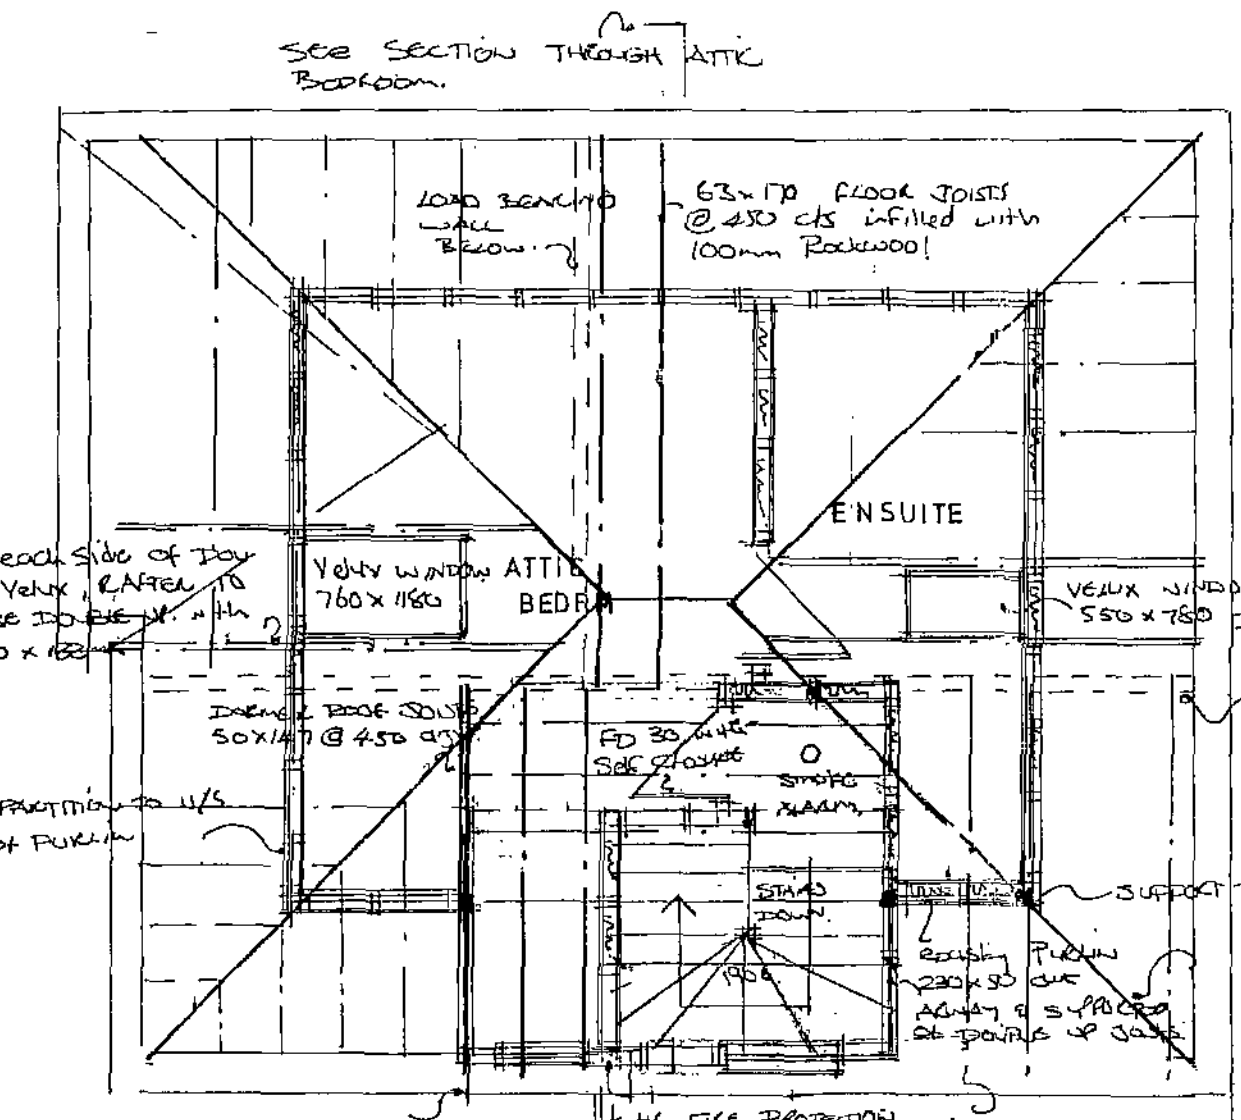 SEE SECTION THROUGH ATTIC
BEDROOM.
LOAD BEARING
WALL
BELOW.
63x170 FLOOR JOISTS
@ 450 c/s infilled with
100mm Rockwool
ENSUITE
each side of
Velux, RAFTER TO
Velux WINDOW
760 x 1180
ATTIC
BEDRM
VELUX WINDO
550 x 780
DORMER ROOF JOISTS
50x147 @ 450 c/s
FD 30 with
Self Closer
SMOKE
ALARM
PARTITION TO U/S
of PURLIN
STAIRS
DOWN.
SUPPORT
EXISTING PURLIN
230x50 CUT
AWAY & SUPPORTED
DOUBLE UP JOISTS
FIRE PROTECTION